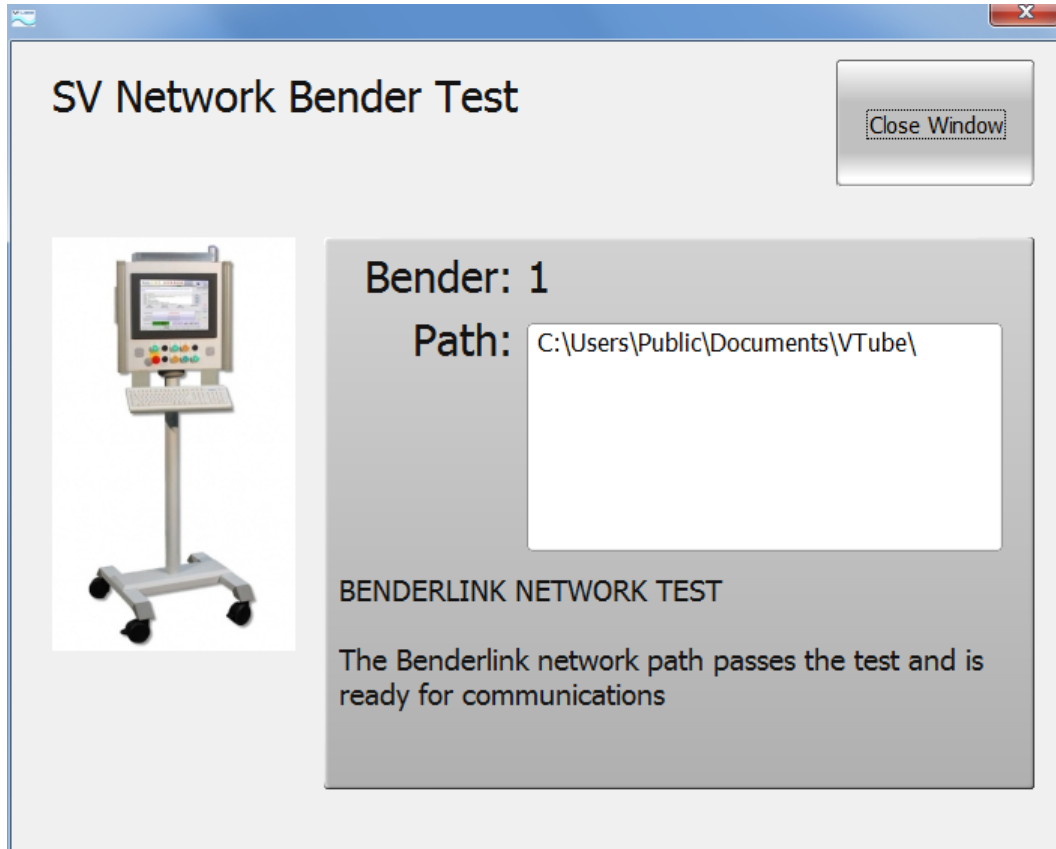 SV Network Bender Test
Close Window
Bender: 1
Path: C:\Users\Public\Documents\VTube\
BENDERLINK NETWORK TEST
The Benderlink network path passes the test and is
ready for communications